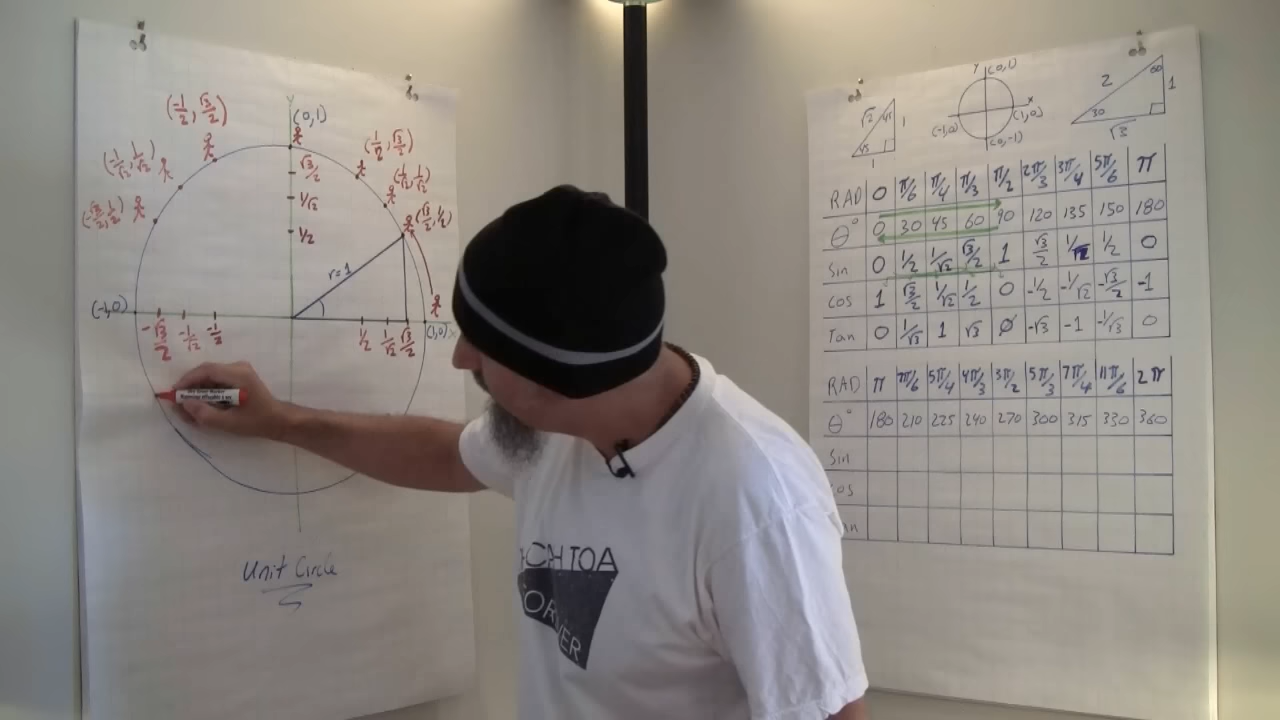 (-1/2, √3/2)
(0,1)
Y
(1/2, √3/2)
(-1/√2, 1/√2)
(1/√2, 1/√2)
(-√3/2, 1/2)
(√3/2, 1/2)
√3/2
1/√2
1/2
r=1
(-1,0)
(1,0)
-√3/2 -1/√2 -1/2
1/2 1/√2 √3/2
Unit Circle
CAH TOA
√2 45 1
45 1
Y (0,1)
x
(-1,0) (1,0)
(0,-1)
2 60 1
30
√3
RAD 0 π/6 π/4 π/3 π/2 2π/3 3π/4 5π/6 π
θ° 0 30 45 60 90 120 135 150 180
Sin 0 1/2 1/√2 √3/2 1 √3/2 1/√2 1/2 0
Cos 1 √3/2 1/√2 1/2 0 -1/2 -1/√2 -√3/2 -1
Tan 0 1/√3 1 √3 Ø -√3 -1 -1/√3 0
RAD π 7π/6 5π/4 4π/3 3π/2 5π/3 7π/4 11π/6 2π
θ° 180 210 225 240 270 300 315 330 360
Sin
cos